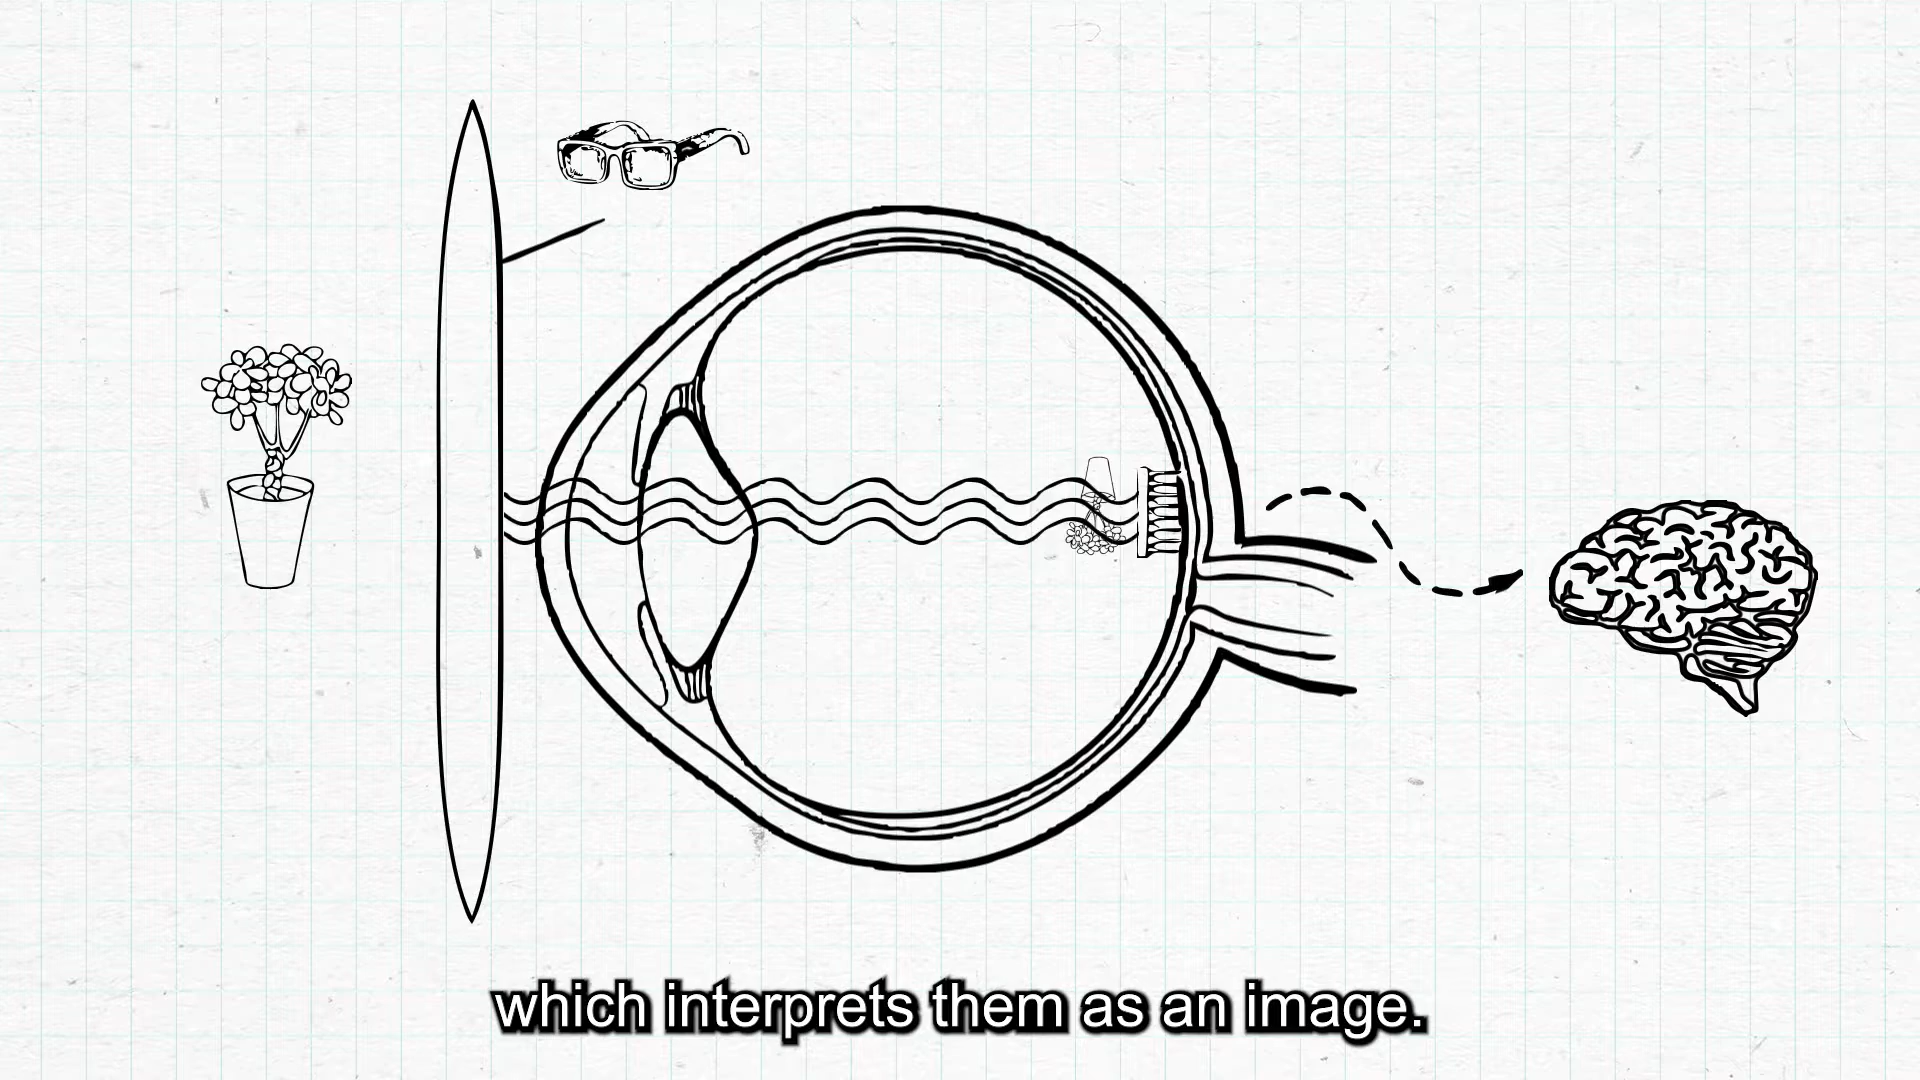 which interprets them as an image.